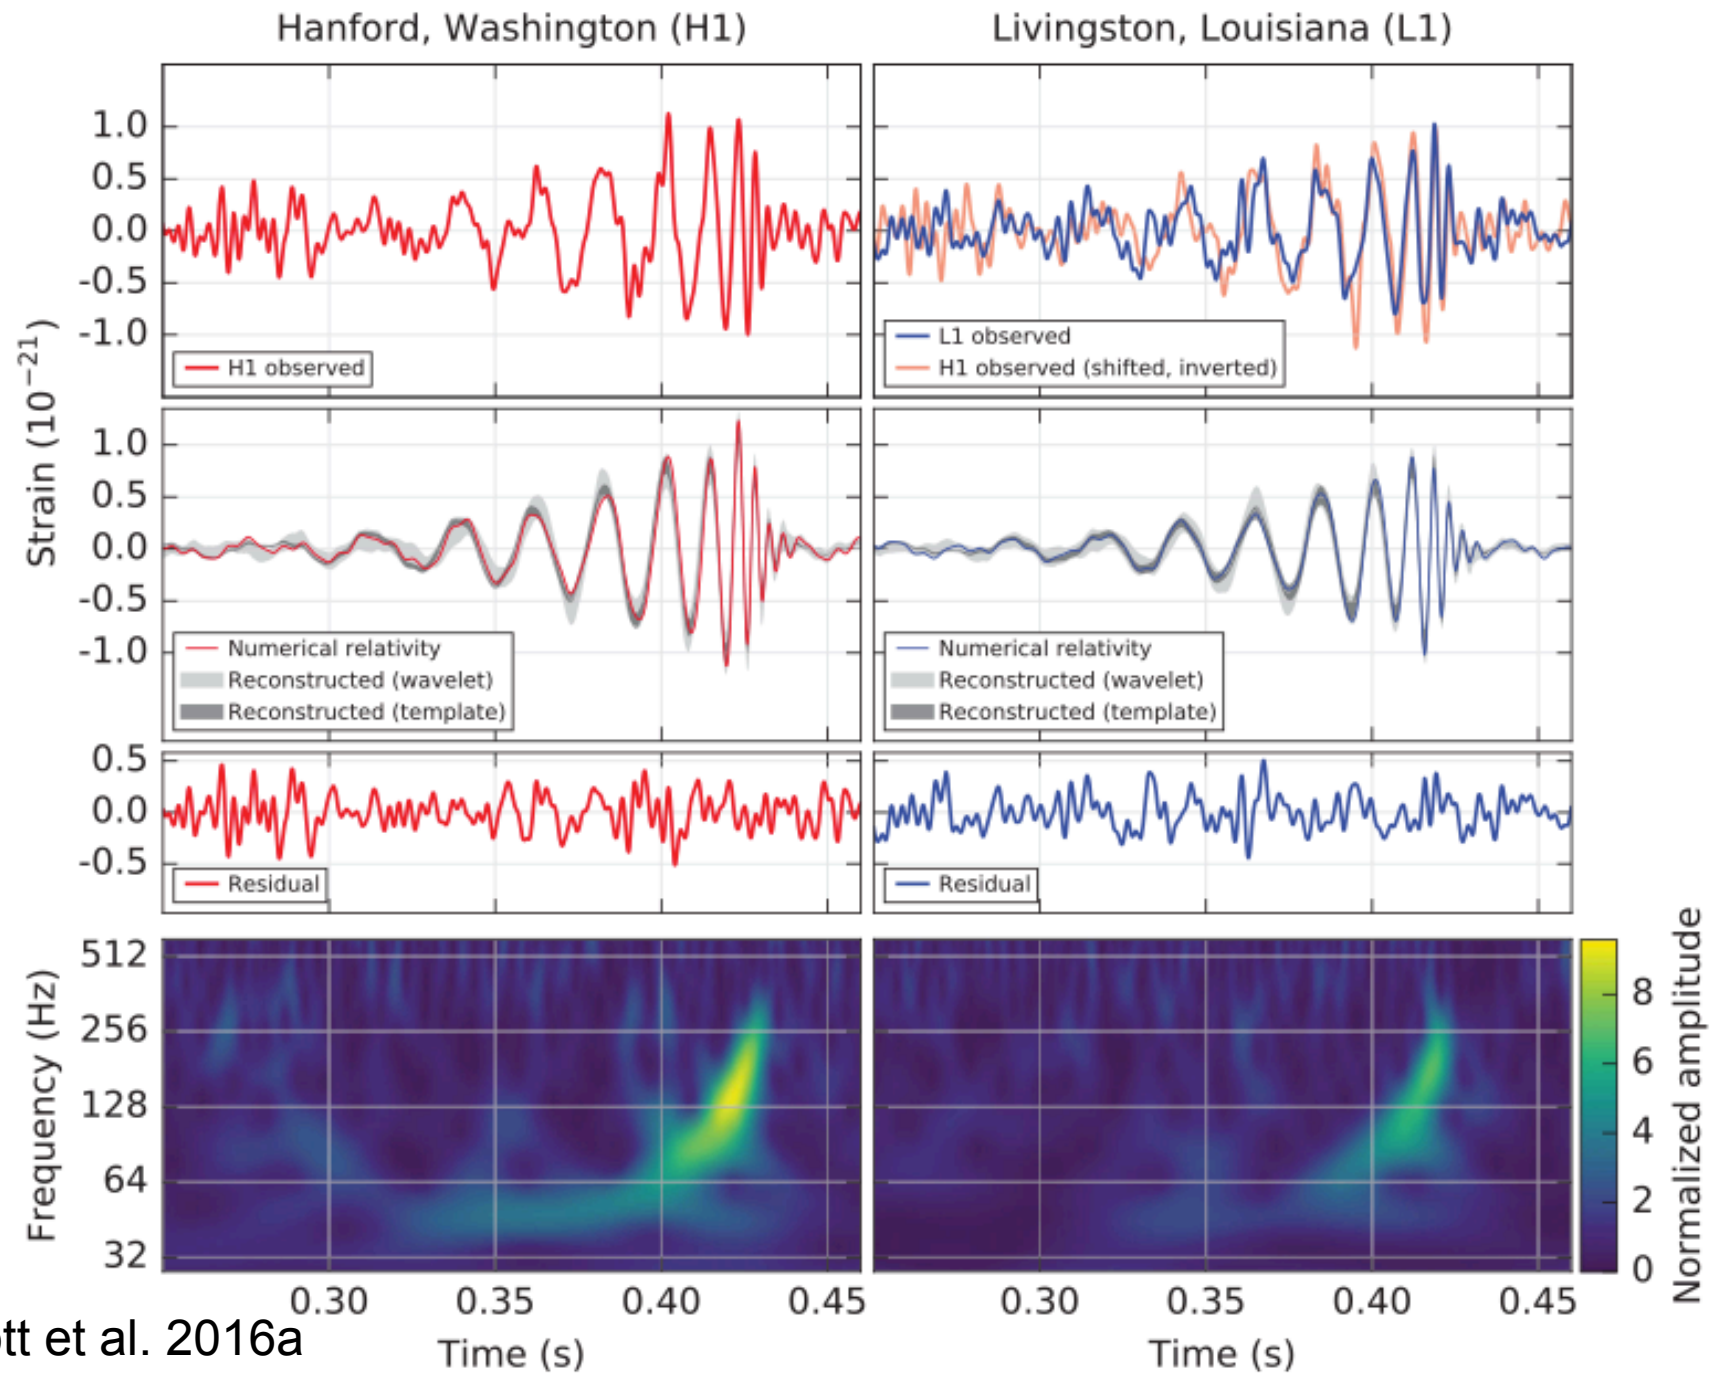 Hanford, Washington (H1)
Livingston, Louisiana (L1)
Strain (10⁻²¹)
1.0
0.5
0.0
-0.5
-1.0
H1 observed
L1 observed
H1 observed (shifted, inverted)
1.0
0.5
0.0
-0.5
-1.0
Numerical relativity
Reconstructed (wavelet)
Reconstructed (template)
Numerical relativity
Reconstructed (wavelet)
Reconstructed (template)
0.5
0.0
-0.5
Residual
Residual
Frequency (Hz)
512
256
128
64
32
Normalized amplitude
8
6
4
2
0
0.30 0.35 0.40 0.45
0.30 0.35 0.40 0.45
Time (s)
Time (s)
et al. 2016a